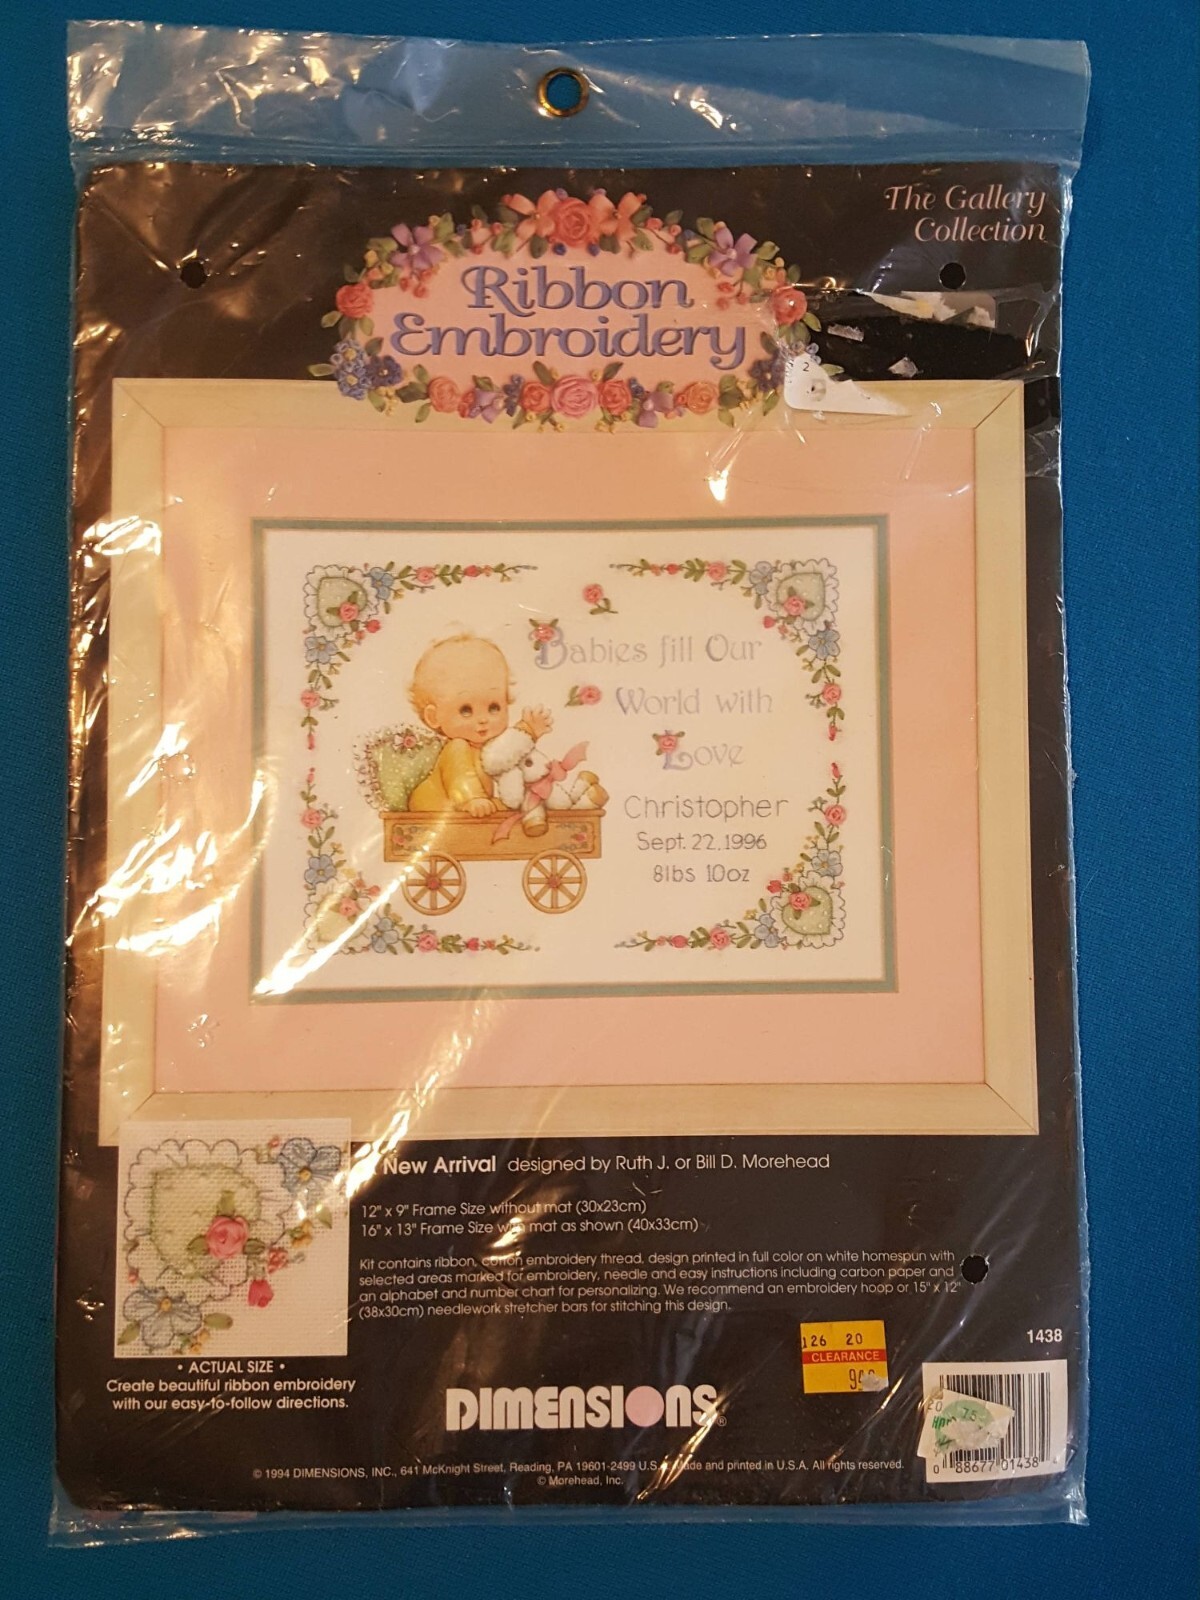 The Gallery
Collection
Ribbon
Embroidery
2
Babies fill Our
World with
Love
Christopher
Sept. 22, 1996
8lbs 10oz
New Arrival designed by Ruth J. or Bill D. Morehead
12" x 9" Frame Size without mat (30x23cm)
16" x 13" Frame Size with mat as shown (40x33cm)
Kit contains ribbon, cotton embroidery thread, design printed in full color on white homespun with
selected areas marked for embroidery, needle and easy instructions including carbon paper and
an alphabet and number chart for personalizing. We recommend an embroidery hoop or 15" x 12"
(38x30cm) needlework stretcher bars for stitching this design.
• ACTUAL SIZE •
Create beautiful ribbon embroidery
with our easy-to-follow directions.
126 20
CLEARANCE
1438
DIMENSIONS®
75
0 88677 01438
© 1994 DIMENSIONS, INC., 641 McKnight Street, Reading, PA 19601-2499 U.S.A. Made and printed in U.S.A. All rights reserved.
© Morehead, Inc.